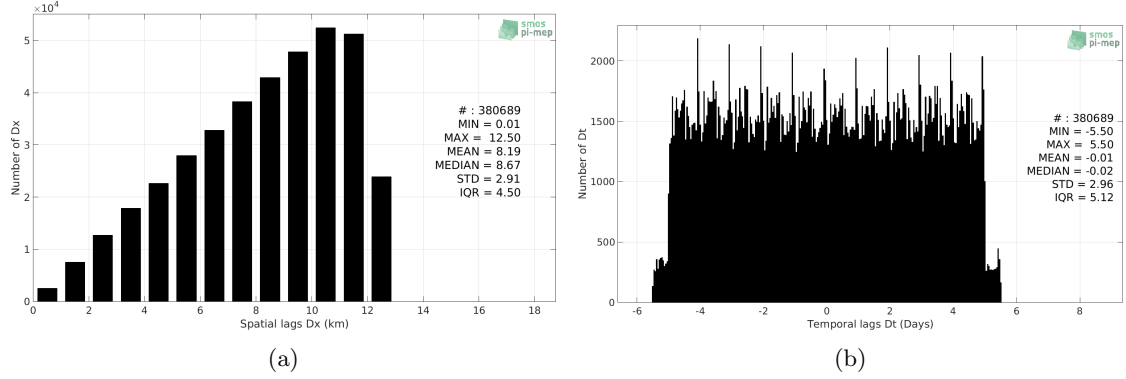 ×10⁴
smos
pi-mep
5
4
3
2
1
0
Number of Dx
# : 380689
MIN = 0.01
MAX = 12.50
MEAN = 8.19
MEDIAN = 8.67
STD = 2.91
IQR = 4.50
0 2 4 6 8 10 12 14 16 18
Spatial lags Dx (km)
(a)
smos
pi-mep
2000
1500
1000
500
0
Number of Dt
# : 380689
MIN = -5.50
MAX = 5.50
MEAN = -0.01
MEDIAN = -0.02
STD = 2.96
IQR = 5.12
-6 -4 -2 0 2 4 6 8
Temporal lags Dt (Days)
(b)